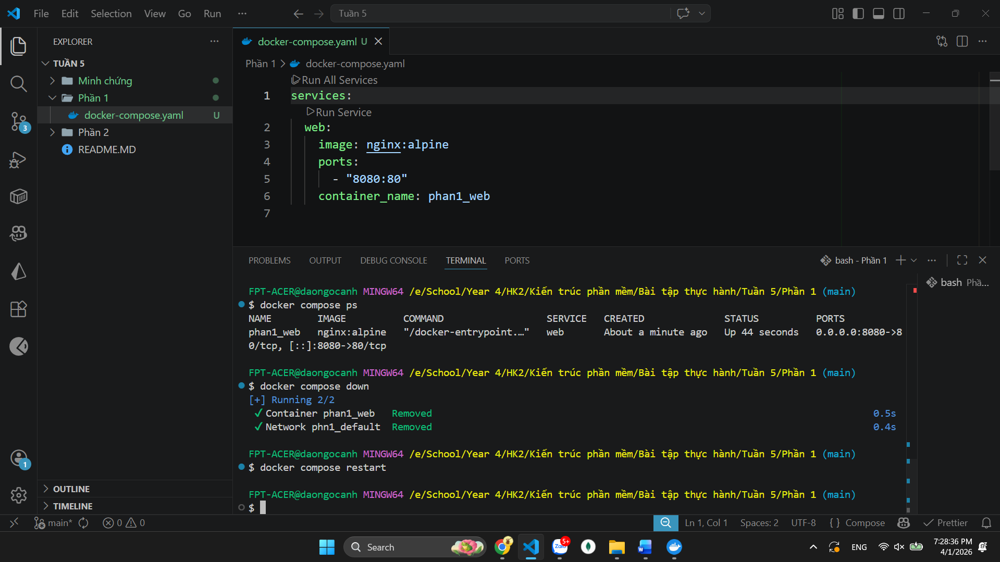 File Edit Selection View Go Run ···
Tuần 5
EXPLORER ···
TUẦN 5
Minh chứng
Phần 1
docker-compose.yaml U
Phần 2
README.MD
3
1
OUTLINE
TIMELINE
docker-compose.yaml U
Phần 1 > docker-compose.yaml
Run All Services
1 services:
Run Service
2 web:
3 image: nginx:alpine
4 ports:
5 - "8080:80"
6 container_name: phan1_web
7
PROBLEMS OUTPUT DEBUG CONSOLE TERMINAL PORTS
bash - Phần 1
bash Phầ...
FPT-ACER@daongocanh MINGW64 /e/School/Year 4/HK2/Kiến trúc phần mềm/Bài tập thực hành/Tuần 5/Phần 1 (main)
$ docker compose ps
NAME IMAGE COMMAND SERVICE CREATED STATUS PORTS
phan1_web nginx:alpine "/docker-entrypoint.…" web About a minute ago Up 44 seconds 0.0.0.0:8080->8
0/tcp, [::]:8080->80/tcp
FPT-ACER@daongocanh MINGW64 /e/School/Year 4/HK2/Kiến trúc phần mềm/Bài tập thực hành/Tuần 5/Phần 1 (main)
$ docker compose down
[+] Running 2/2
✔ Container phan1_web Removed 0.5s
✔ Network phn1_default Removed 0.4s
FPT-ACER@daongocanh MINGW64 /e/School/Year 4/HK2/Kiến trúc phần mềm/Bài tập thực hành/Tuần 5/Phần 1 (main)
$ docker compose restart
FPT-ACER@daongocanh MINGW64 /e/School/Year 4/HK2/Kiến trúc phần mềm/Bài tập thực hành/Tuần 5/Phần 1 (main)
$
main* 0 0
Ln 1, Col 1 Spaces: 2 UTF-8 { } Compose Prettier
Search
Zalo
5+
W
ENG
7:28:36 PM
4/1/2026